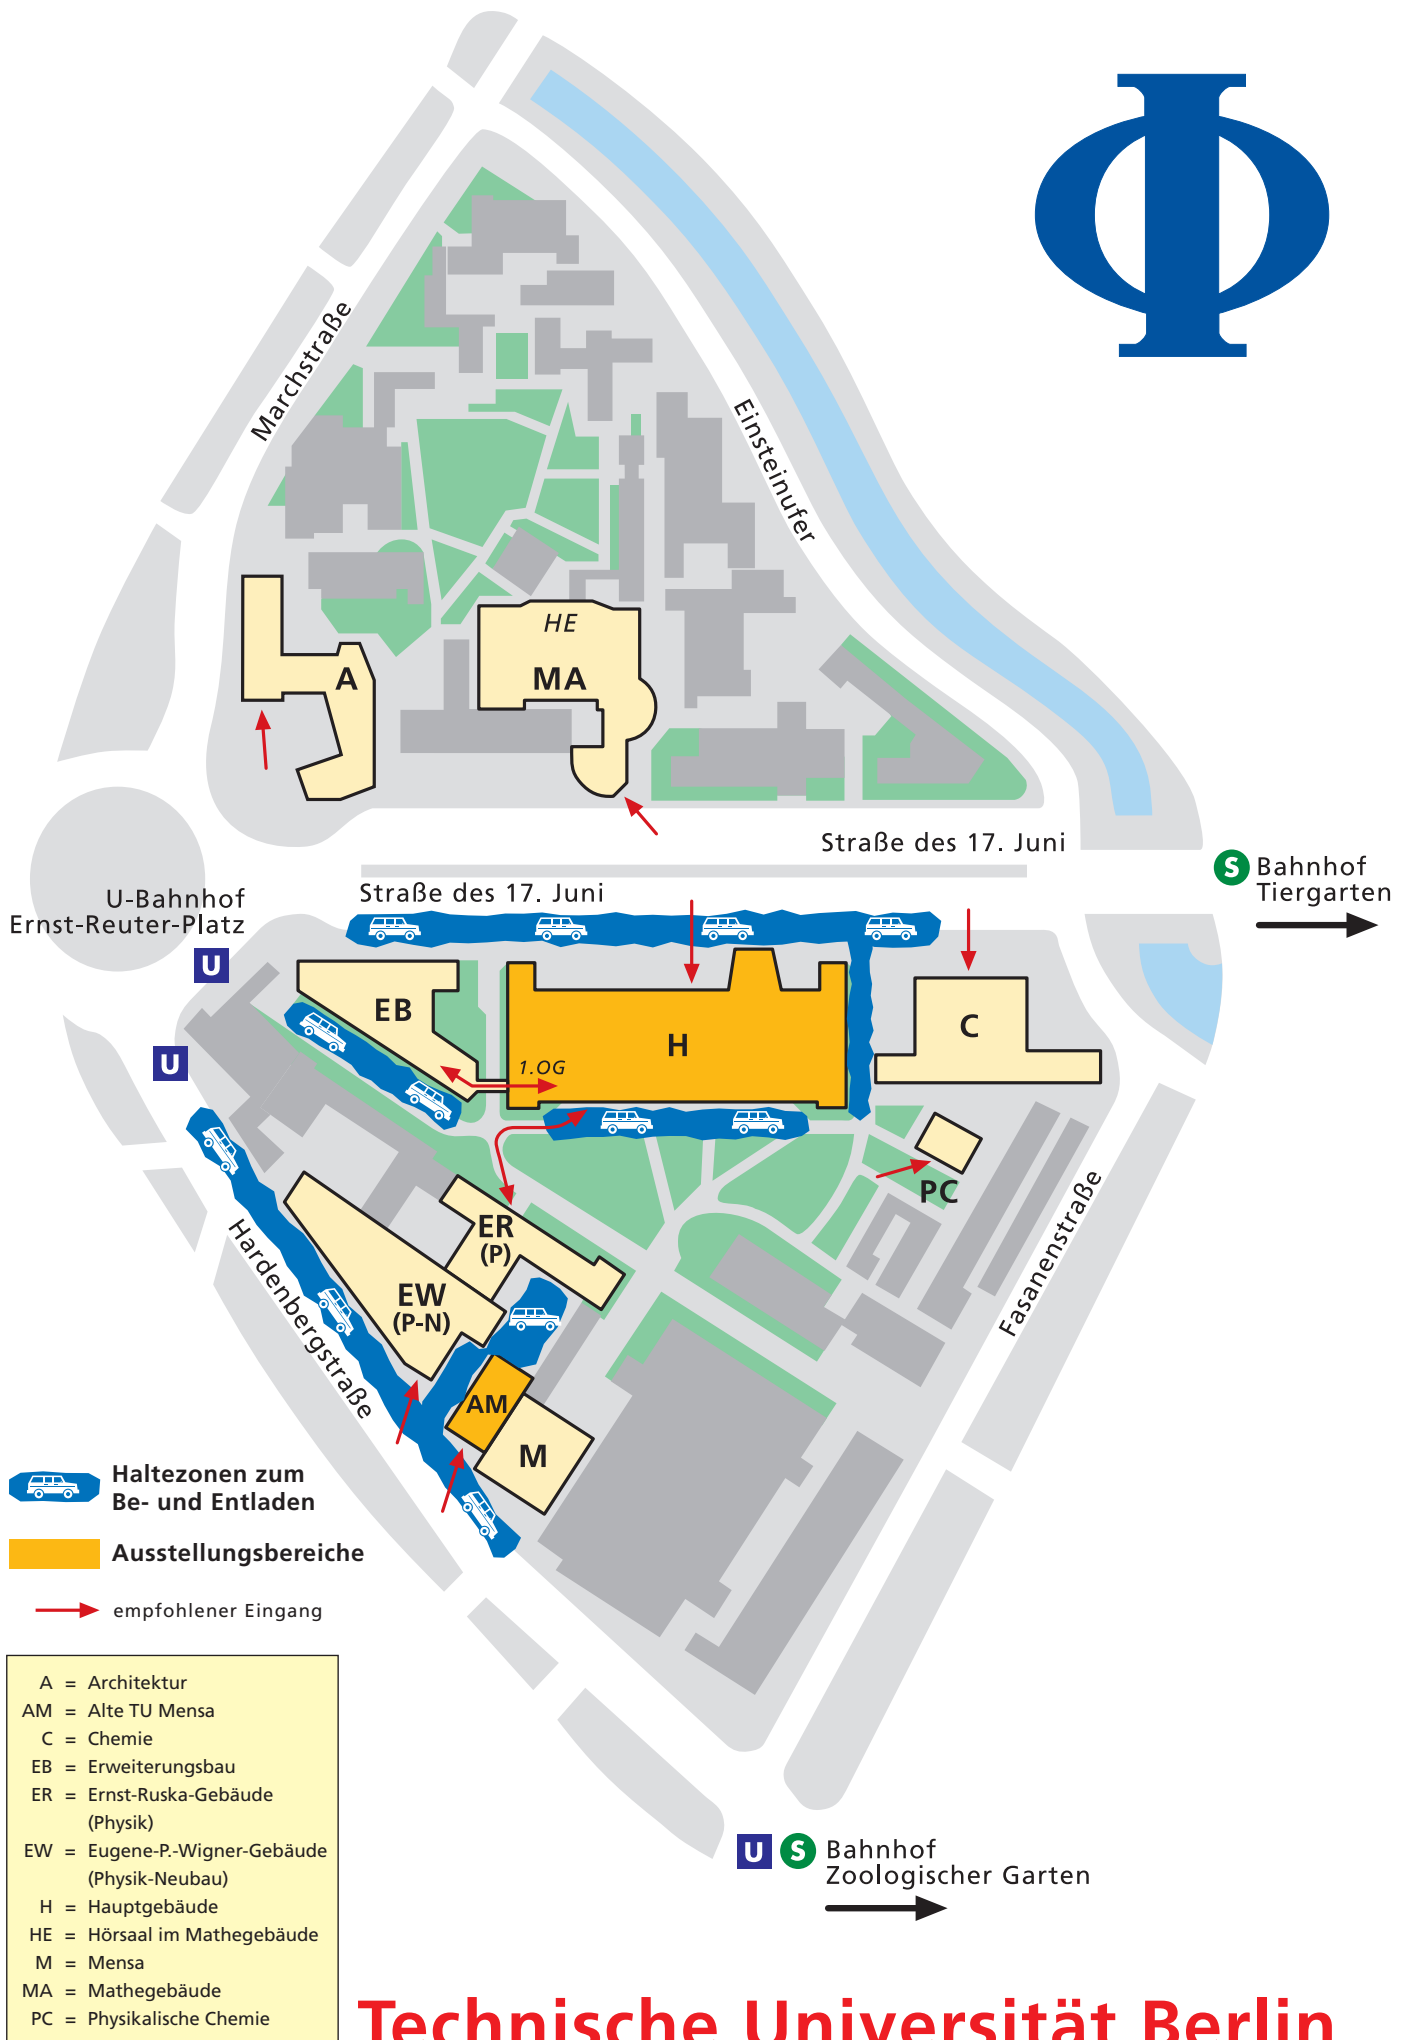 Φ
Marchstraße
Einsteinufer
HE
A
MA
Straße des 17. Juni
S Bahnhof
Tiergarten
Straße des 17. Juni
U-Bahnhof
Ernst-Reuter-Platz
U
U
EB
H
C
1.OG
PC
ER
(P)
EW
(P-N)
Hardenbergstraße
Fasanenstraße
AM
M
Haltezonen zum
Be- und Entladen
Ausstellungsbereiche
empfohlener Eingang
A = Architektur
AM = Alte TU Mensa
C = Chemie
EB = Erweiterungsbau
ER = Ernst-Ruska-Gebäude
(Physik)
EW = Eugene-P.-Wigner-Gebäude
(Physik-Neubau)
H = Hauptgebäude
HE = Hörsaal im Mathegebäude
M = Mensa
MA = Mathegebäude
PC = Physikalische Chemie
U S Bahnhof
Zoologischer Garten
Technische Universität Berlin